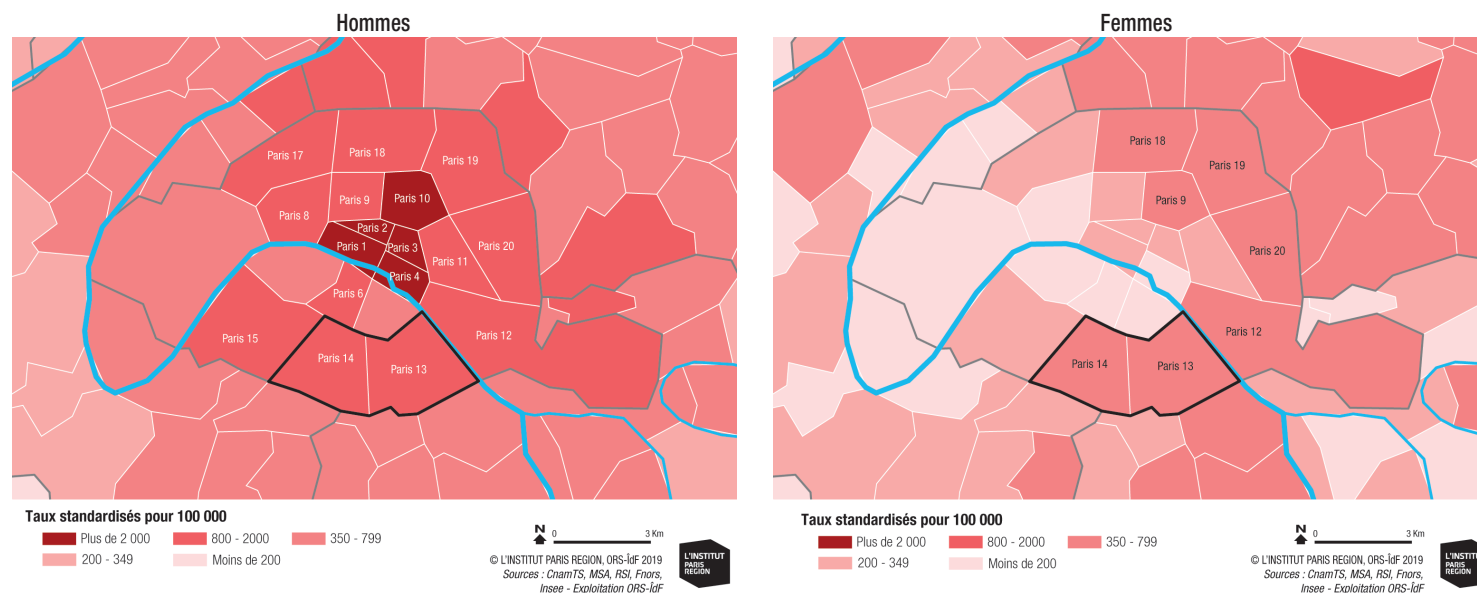 Hommes
Paris 17
Paris 18
Paris 19
Paris 10
Paris 9
Paris 8
Paris 2
Paris 1
Paris 3
Paris 4
Paris 11
Paris 20
Paris 6
Paris 15
Paris 14
Paris 13
Paris 12
Taux standardisés pour 100 000
Plus de 2 000
800 - 2000
350 - 799
200 - 349
Moins de 200
N
0
3 Km
© L'INSTITUT PARIS REGION, ORS-ÎdF 2019
Sources : CnamTS, MSA, RSI, Fnors,
Insee - Exploitation ORS-ÎdF
L'INSTITUT
PARIS
REGION
Femmes
Paris 18
Paris 19
Paris 9
Paris 20
Paris 12
Paris 14
Paris 13
Taux standardisés pour 100 000
Plus de 2 000
800 - 2000
350 - 799
200 - 349
Moins de 200
N
0
3 Km
© L'INSTITUT PARIS REGION, ORS-ÎdF 2019
Sources : CnamTS, MSA, RSI, Fnors,
Insee - Exploitation ORS-ÎdF
L'INSTITUT
PARIS
REGION